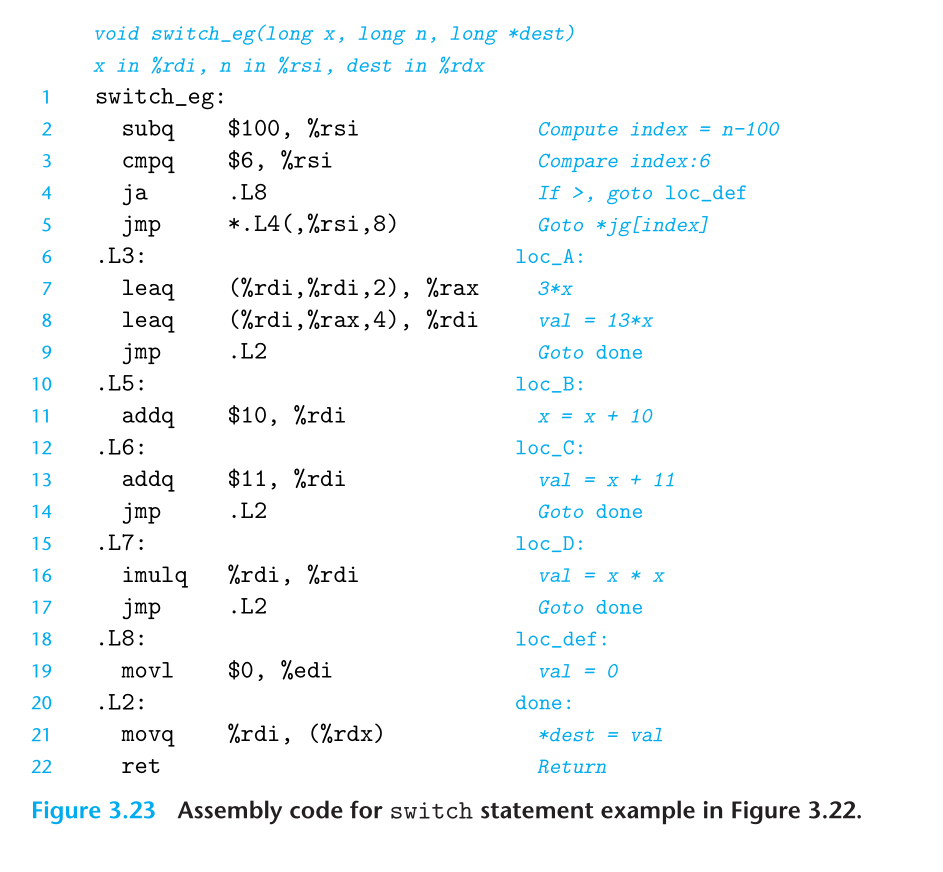 void switch_eg(long x, long n, long *dest)
x in %rdi, n in %rsi, dest in %rdx
1 switch_eg:
2 subq $100, %rsi Compute index = n-100
3 cmpq $6, %rsi Compare index:6
4 ja .L8 If >, goto loc_def
5 jmp *.L4(,%rsi,8) Goto *jg[index]
6 .L3: loc_A:
7 leaq (%rdi,%rdi,2), %rax 3*x
8 leaq (%rdi,%rax,4), %rdi val = 13*x
9 jmp .L2 Goto done
10 .L5: loc_B:
11 addq $10, %rdi x = x + 10
12 .L6: loc_C:
13 addq $11, %rdi val = x + 11
14 jmp .L2 Goto done
15 .L7: loc_D:
16 imulq %rdi, %rdi val = x * x
17 jmp .L2 Goto done
18 .L8: loc_def:
19 movl $0, %edi val = 0
20 .L2: done:
21 movq %rdi, (%rdx) *dest = val
22 ret Return
Figure 3.23 Assembly code for switch statement example in Figure 3.22.